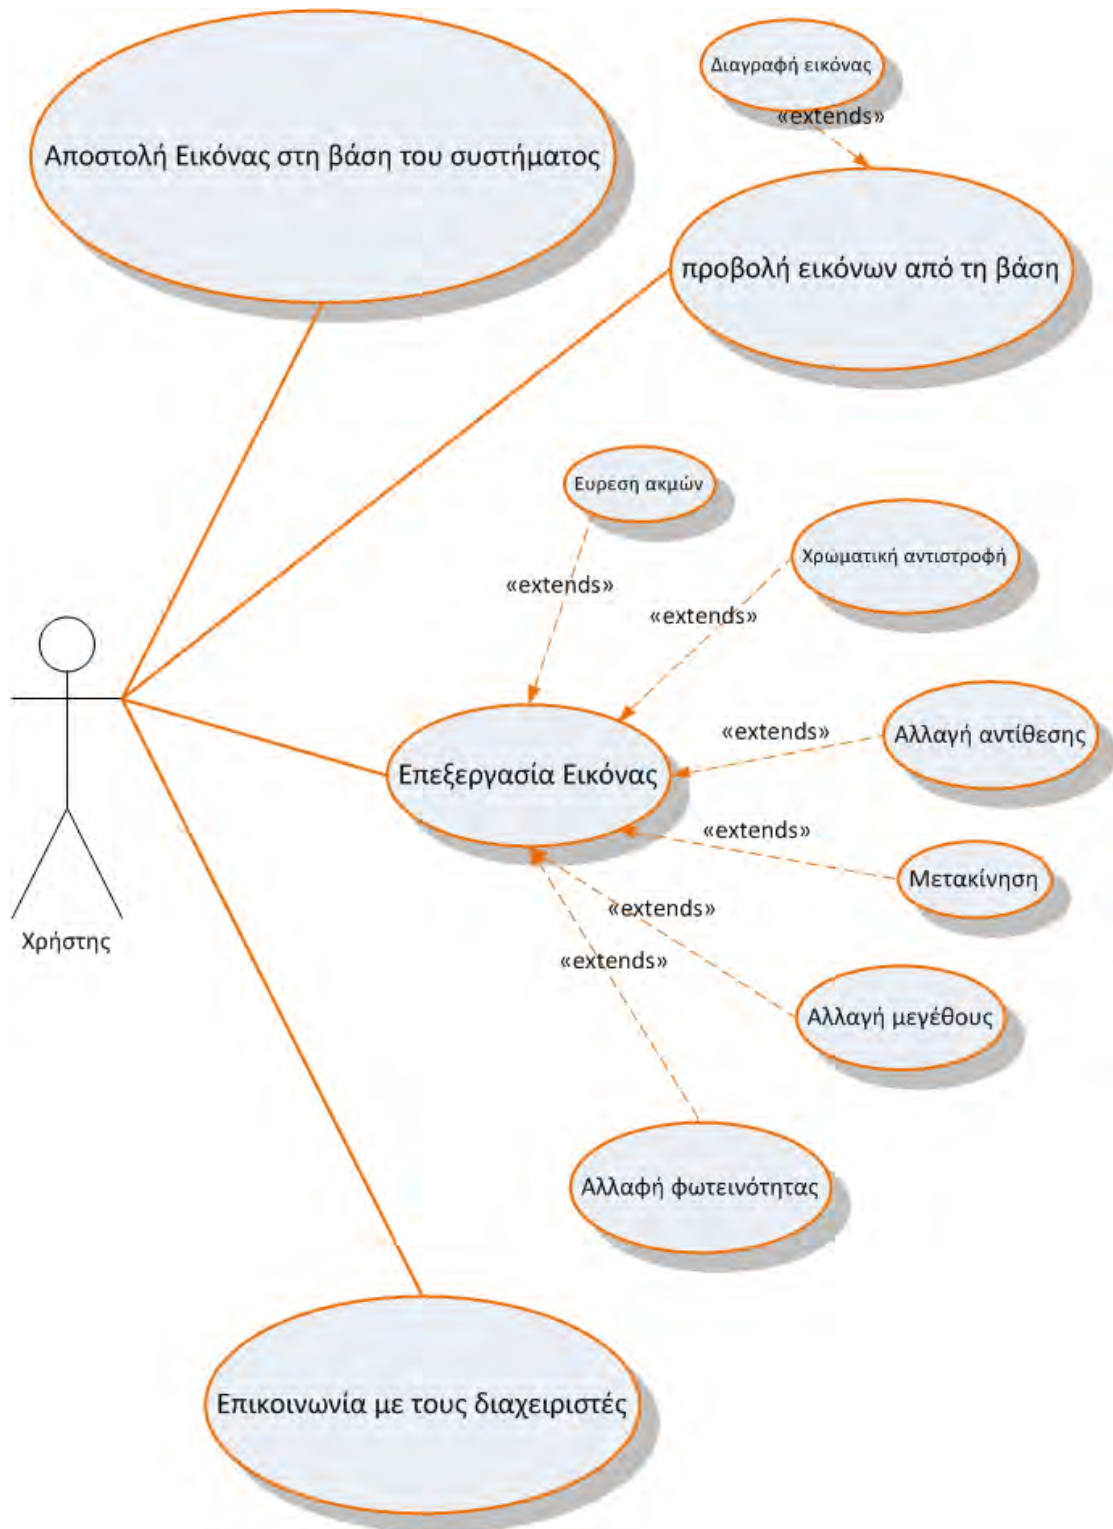 Διαγραφή εικόνας
«extends»
Αποστολή Εικόνας στη βάση του συστήματος
προβολή εικόνων από τη βάση
Ευρεση ακμών
Χρωματική αντιστροφή
«extends»
«extends»
«extends»
Αλλαγή αντίθεσης
Επεξεργασία Εικόνας
«extends»
Μετακίνηση
«extends»
Χρήστης
«extends»
Αλλαγή μεγέθους
Αλλαφή φωτεινότητας
Επικοινωνία με τους διαχειριστές